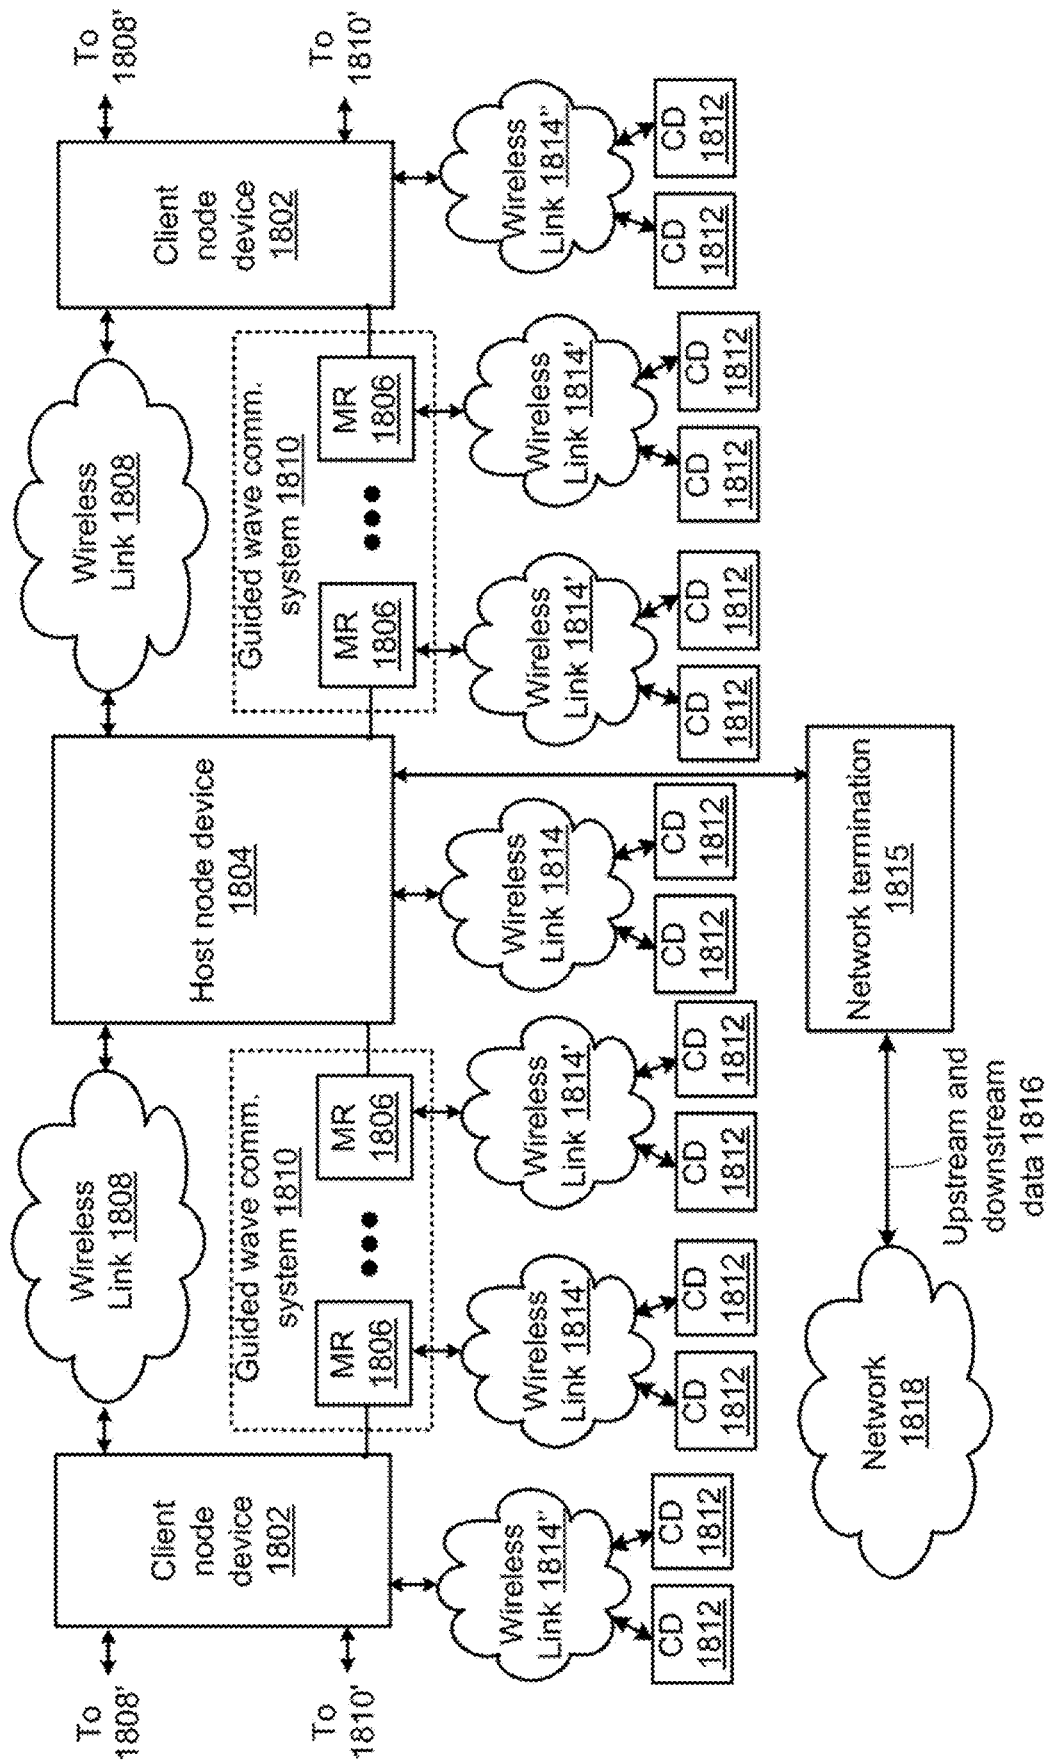 To
1808'
To
1810'
Client
node
device
1802
Wireless
Link 1808
Guided wave comm.
system 1810
MR
1806
MR
1806
Wireless
Link 1814"
CD
1812
CD
1812
Wireless
Link 1814'
CD
1812
CD
1812
Wireless
Link 1814'
CD
1812
CD
1812
Host node device
1804
Wireless
Link 1814
CD
1812
CD
1812
Wireless
Link 1808
Guided wave comm.
system 1810
MR
1806
MR
1806
Wireless
Link 1814'
CD
1812
CD
1812
Wireless
Link 1814'
CD
1812
CD
1812
Client
node
device
1802
Wireless
Link 1814"
CD
1812
CD
1812
To
1808'
To
1810'
Network
1818
Upstream and
downstream
data 1816
Network termination
1815